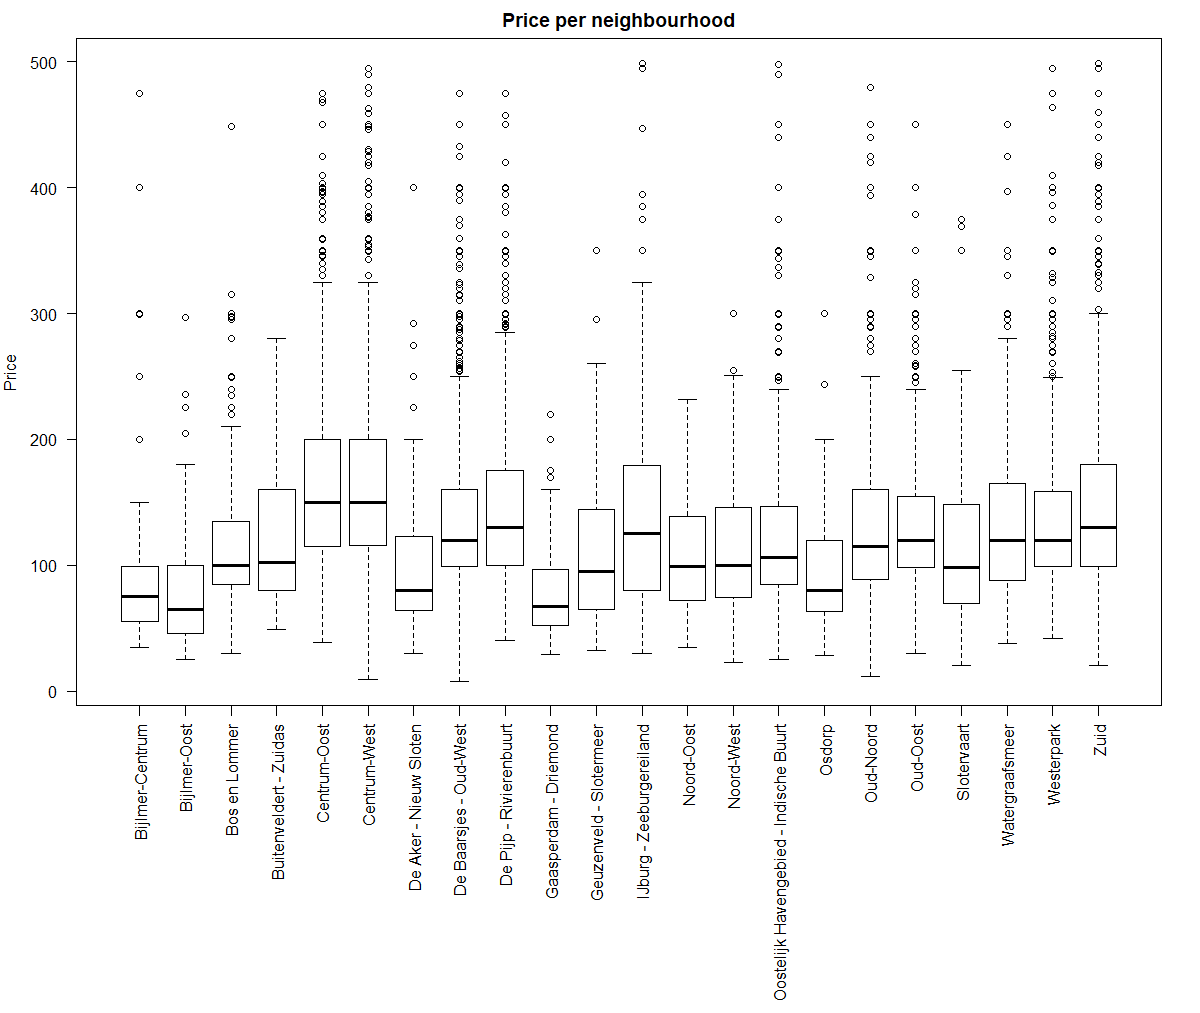 Price per neighbourhood
Price
500
400
300
200
100
0
Bijlmer-Centrum
Bijlmer-Oost
Bos en Lommer
Buitenveldert - Zuidas
Centrum-Oost
Centrum-West
De Aker - Nieuw Sloten
De Baarsjes - Oud-West
De Pijp - Rivierenbuurt
Gaasperdam - Driemond
Geuzenveld - Slotermeer
IJburg - Zeeburgereiland
Noord-Oost
Noord-West
Oostelijk Havengebied - Indische Buurt
Osdorp
Oud-Noord
Oud-Oost
Slotervaart
Watergraafsmeer
Westerpark
Zuid